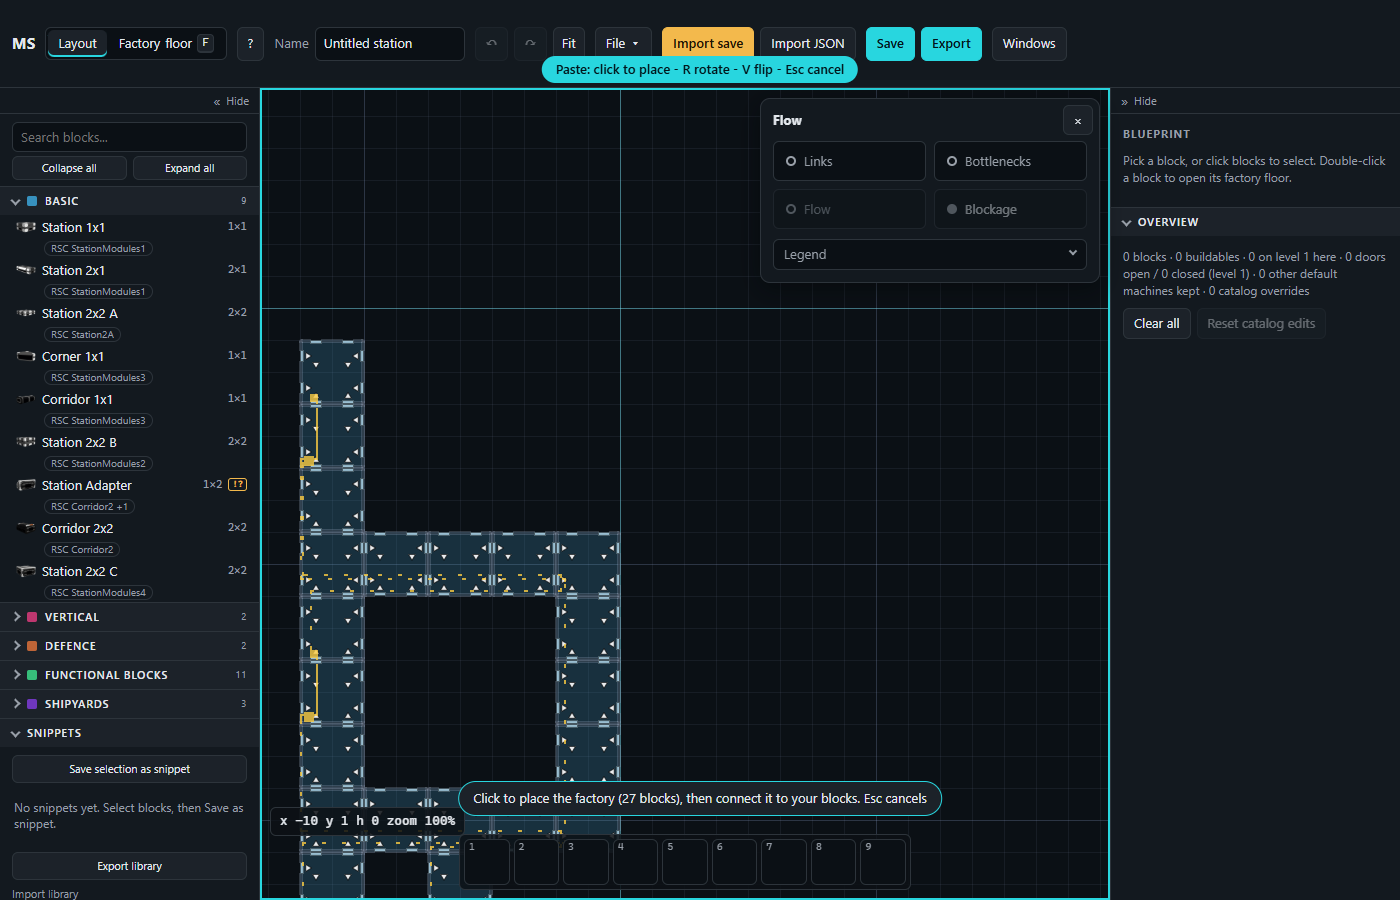 MS
Layout
Factory floor F
?
Name
Untitled station
Fit
File
Import save
Import JSON
Save
Export
Windows
Paste: click to place - R rotate - V flip - Esc cancel
« Hide
Search blocks...
Collapse all
Expand all
BASIC 9
Station 1x1 1×1
RSC StationModules1
Station 2x1 2×1
RSC StationModules1
Station 2x2 A 2×2
RSC Station2A
Corner 1x1 1×1
RSC StationModules3
Corridor 1x1 1×1
RSC StationModules3
Station 2x2 B 2×2
RSC StationModules2
Station Adapter 1×2 !?
RSC Corridor2 +1
Corridor 2x2 2×2
RSC Corridor2
Station 2x2 C 2×2
RSC StationModules4
VERTICAL 2
DEFENCE 2
FUNCTIONAL BLOCKS 11
SHIPYARDS 3
SNIPPETS
Save selection as snippet
No snippets yet. Select blocks, then Save as
snippet.
Export library
Import library
Flow
×
Links
Bottlenecks
Flow
Blockage
Legend
Click to place the factory (27 blocks), then connect it to your blocks. Esc cancels
x −10 y 1 h 0 zoom 100%
1 2 3 4 5 6 7 8 9
» Hide
BLUEPRINT
Pick a block, or click blocks to select. Double-click
a block to open its factory floor.
OVERVIEW
0 blocks · 0 buildables · 0 on level 1 here · 0 doors
open / 0 closed (level 1) · 0 other default
machines kept · 0 catalog overrides
Clear all
Reset catalog edits